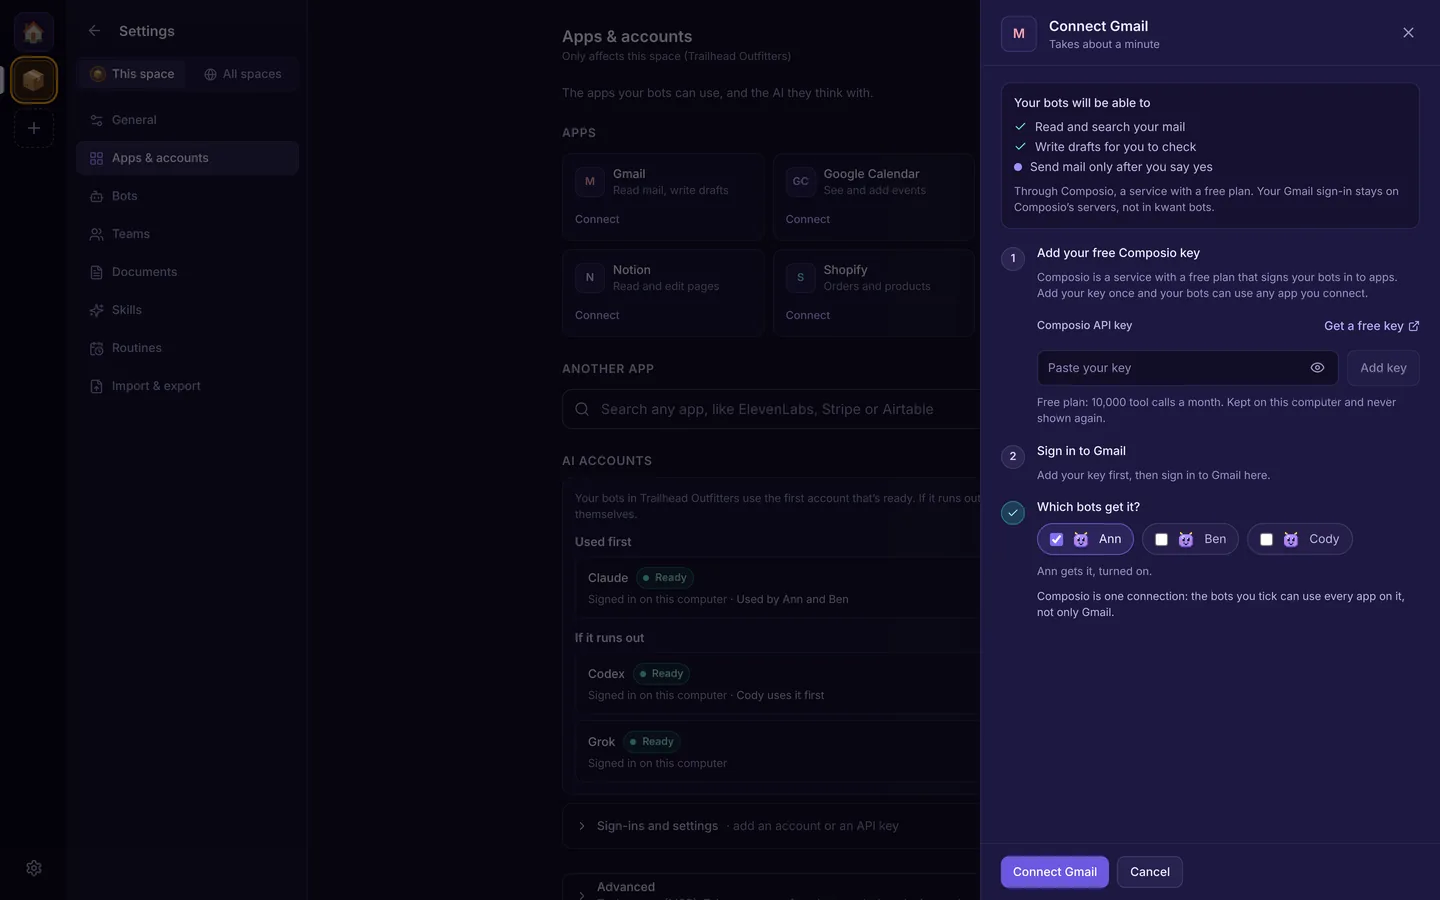 Settings
This space
All spaces
General
Apps & accounts
Bots
Teams
Documents
Skills
Routines
Import & export
Apps & accounts
Only affects this space (Trailhead Outfitters)
The apps your bots can use, and the AI they think with.
APPS
M
Gmail
Read mail, write drafts
Connect
GC
Google Calendar
See and add events
Connect
N
Notion
Read and edit pages
Connect
S
Shopify
Orders and products
Connect
ANOTHER APP
Search any app, like ElevenLabs, Stripe or Airtable
AI ACCOUNTS
Your bots in Trailhead Outfitters use the first account that's ready. If it runs out
themselves.
Used first
Claude
Ready
Signed in on this computer · Used by Ann and Ben
If it runs out
Codex
Ready
Signed in on this computer · Cody uses it first
Grok
Ready
Signed in on this computer
Sign-ins and settings · add an account or an API key
Advanced
M
Connect Gmail
Takes about a minute
Your bots will be able to
Read and search your mail
Write drafts for you to check
Send mail only after you say yes
Through Composio, a service with a free plan. Your Gmail sign-in stays on
Composio’s servers, not in kwant bots.
1
Add your free Composio key
Composio is a service with a free plan that signs your bots in to apps.
Add your key once and your bots can use any app you connect.
Composio API key
Get a free key
Paste your key
Add key
Free plan: 10,000 tool calls a month. Kept on this computer and never
shown again.
2
Sign in to Gmail
Add your key first, then sign in to Gmail here.
Which bots get it?
Ann
Ben
Cody
Ann gets it, turned on.
Composio is one connection: the bots you tick can use every app on it,
not only Gmail.
Connect Gmail
Cancel